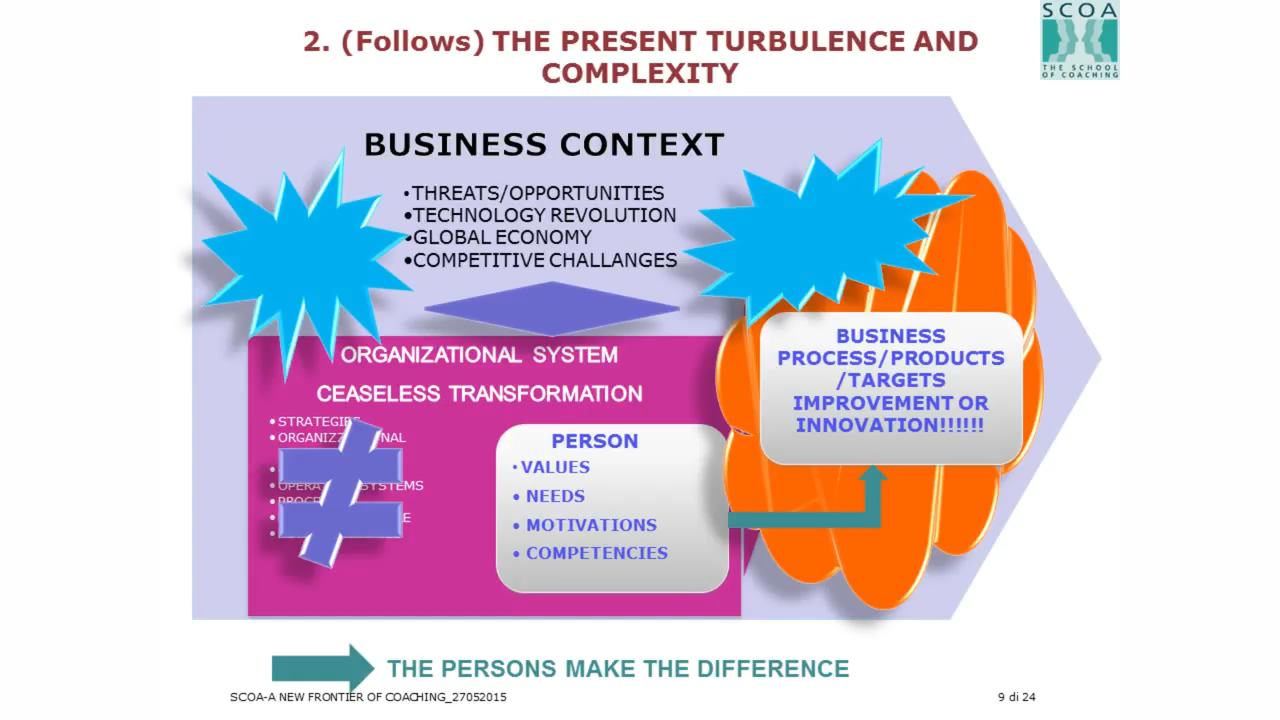 2. (Follows) THE PRESENT TURBULENCE AND
COMPLEXITY
SCOA
THE SCHOOL
OF COACHING
BUSINESS CONTEXT
•THREATS/OPPORTUNITIES
•TECHNOLOGY REVOLUTION
•GLOBAL ECONOMY
•COMPETITIVE CHALLANGES
ORGANIZATIONAL SYSTEM
CEASELESS TRANSFORMATION
•STRATEGIES
•
•
•
SYSTEMS
•
•
•
PERSON
•VALUES
• NEEDS
• MOTIVATIONS
• COMPETENCIES
BUSINESS
PROCESS/PRODUCTS
/TARGETS
IMPROVEMENT OR
INNOVATION!!!!!!
THE PERSONS MAKE THE DIFFERENCE
SCOA-A NEW FRONTIER OF COACHING_27052015
9 di 24